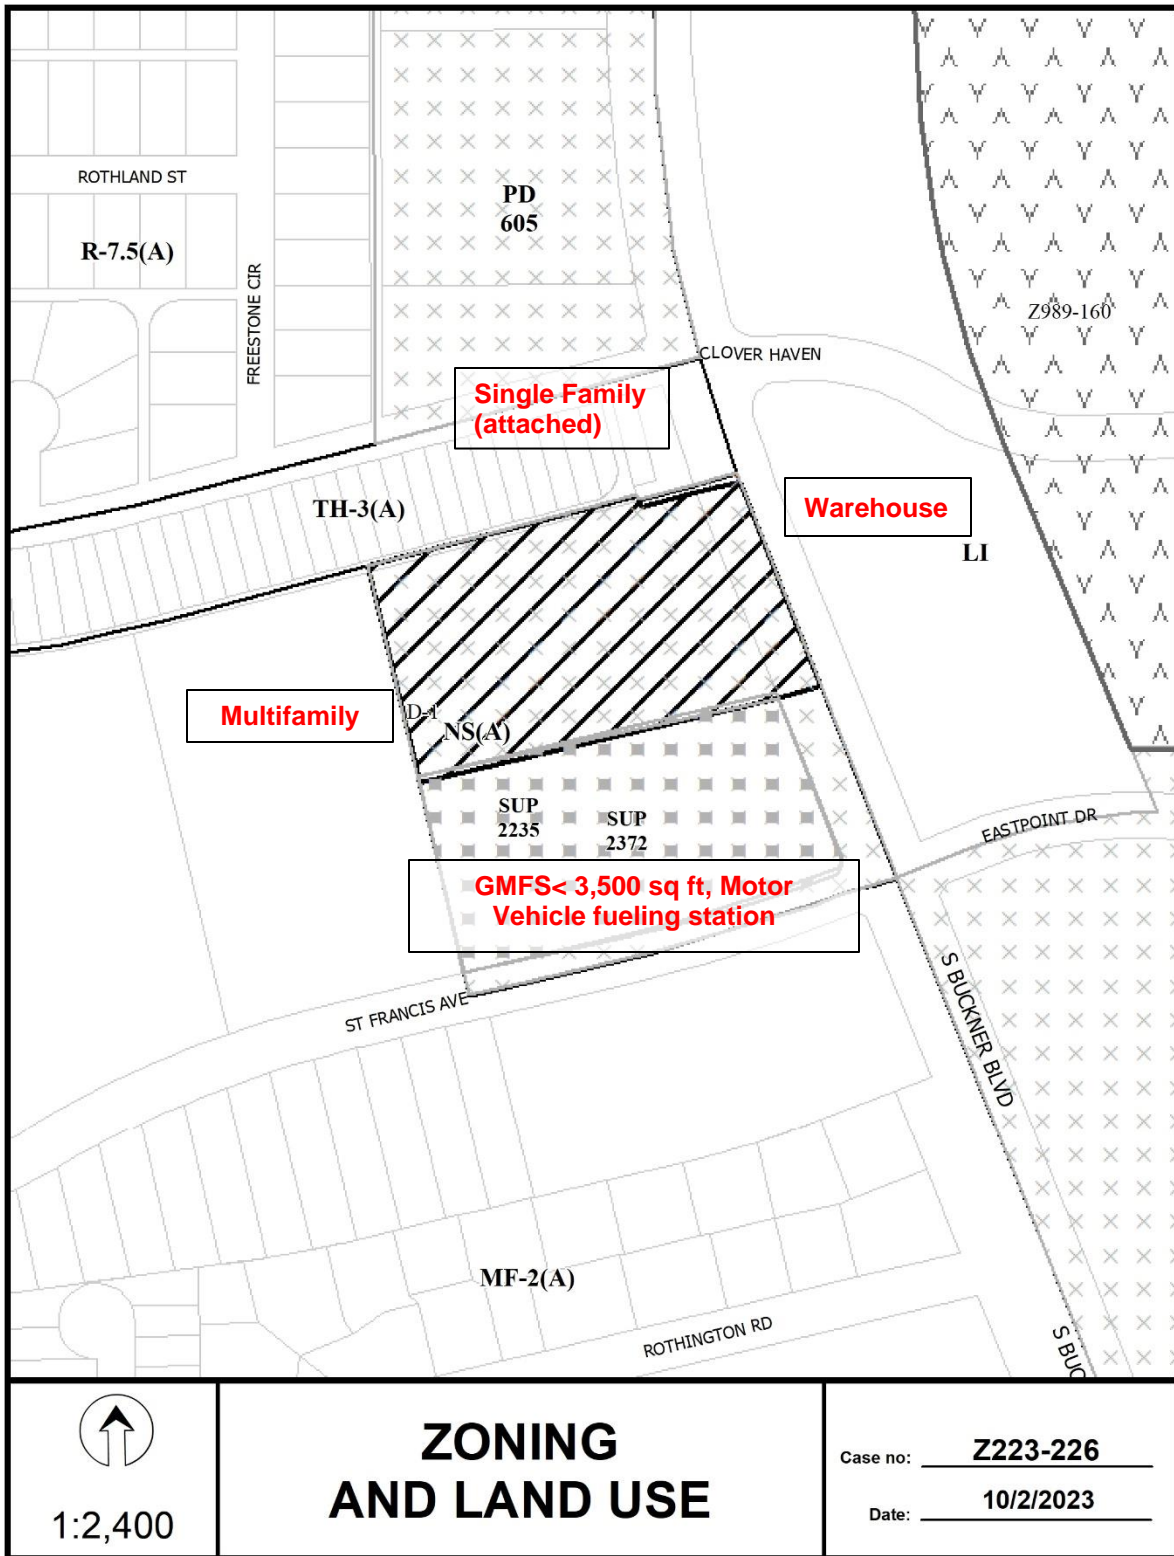 ROTHLAND ST
R-7.5(A)
FREESTONE CIR
PD
605
Z989-160
CLOVER HAVEN
Single Family
(attached)
TH-3(A)
Warehouse
LI
Multifamily
D-1
NS(A)
SUP
2235
SUP
2372
EASTPOINT DR
GMFS< 3,500 sq ft, Motor
Vehicle fueling station
ST FRANCIS AVE
S BUCKNER BLVD
MF-2(A)
ROTHINGTON RD
S BUC
1:2,400
ZONING
AND LAND USE
Case no: Z223-226
Date: 10/2/2023